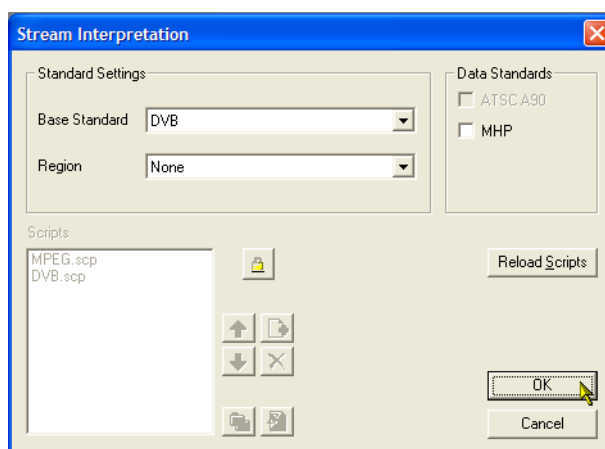 Stream Interpretation
Standard Settings
Base Standard
DVB
Region
None
Data Standards
ATSC A90
MHP
Scripts
MPEG.scp
DVB.scp
Reload Scripts
OK
Cancel